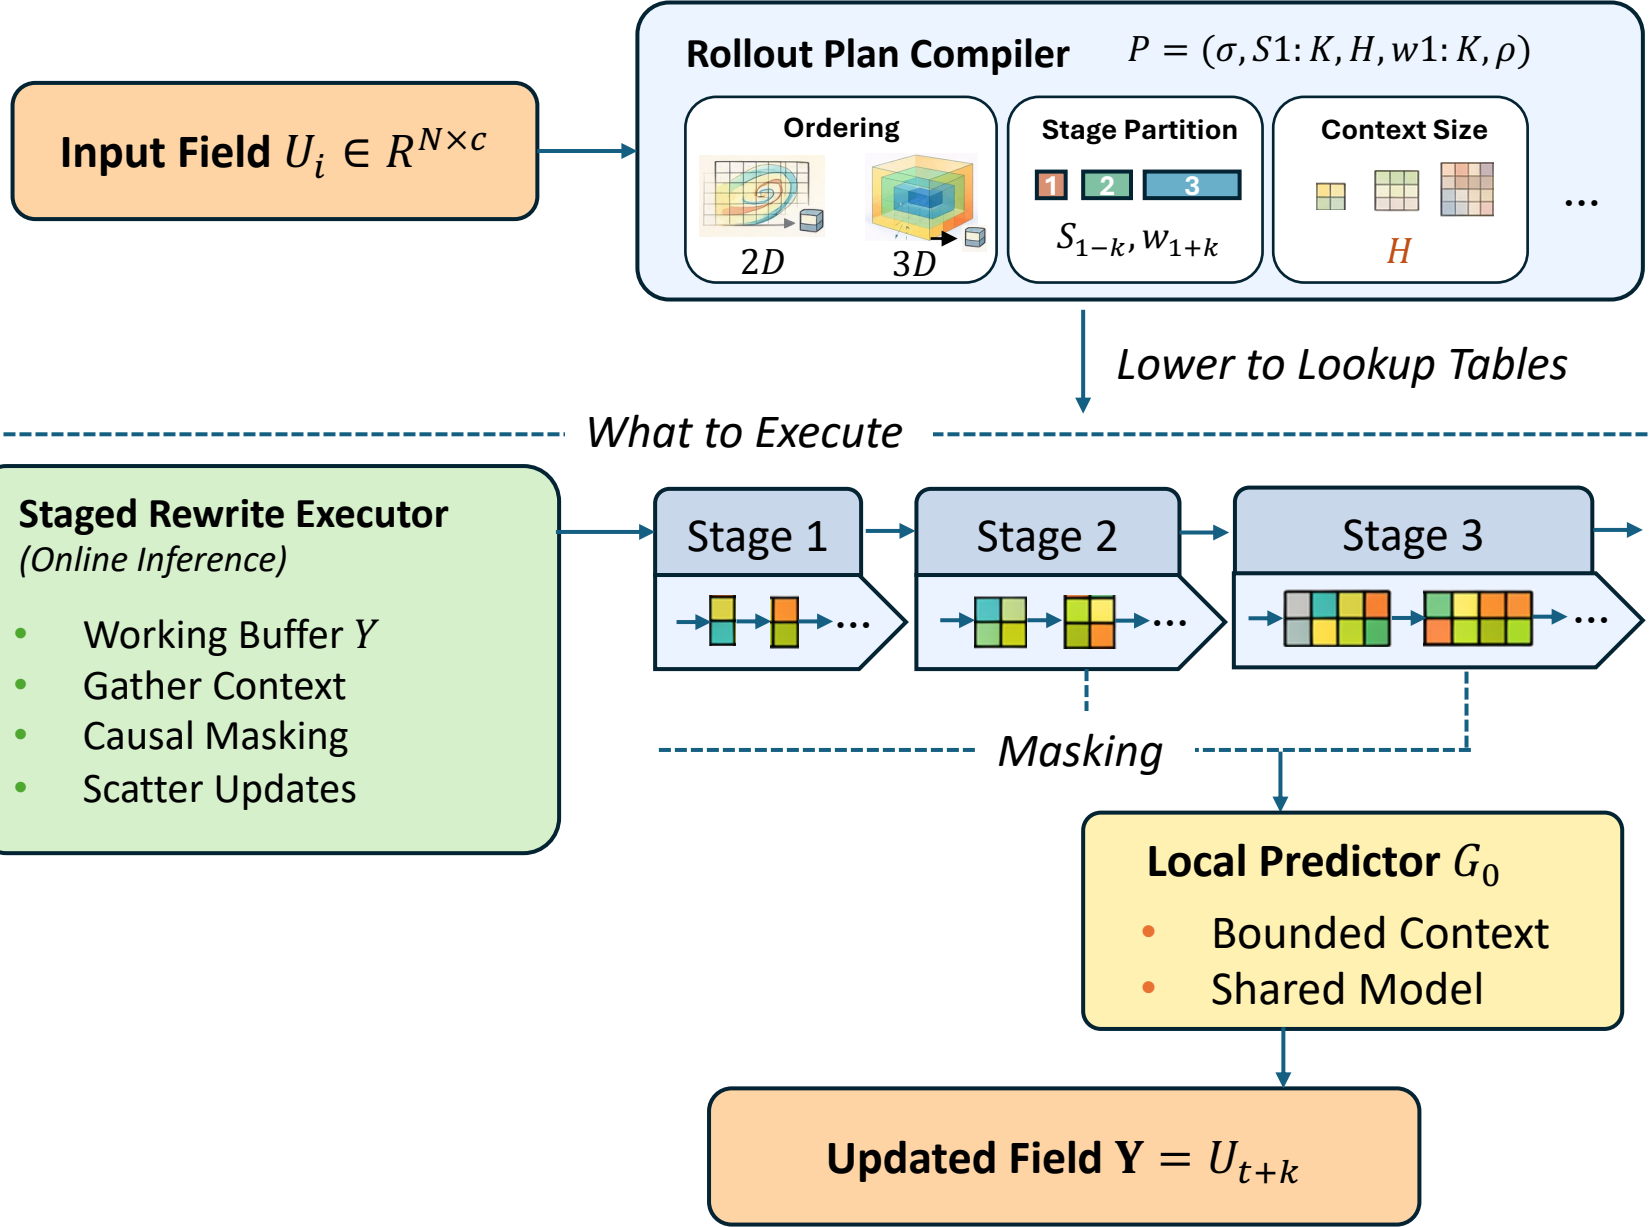 Rollout Plan Compiler P = (σ, S1: K, H, w1: K, ρ)
Input Field U_i ∈ R^{N×c}
Ordering
2D 3D
Stage Partition
1 2 3
S_{1−k}, w_{1+k}
Context Size
H
...
Lower to Lookup Tables
What to Execute
Staged Rewrite Executor
(Online Inference)
• Working Buffer Y
• Gather Context
• Causal Masking
• Scatter Updates
Stage 1
...
Stage 2
...
Stage 3
...
Masking
Local Predictor G_0
• Bounded Context
• Shared Model
Updated Field Y = U_{t+k}